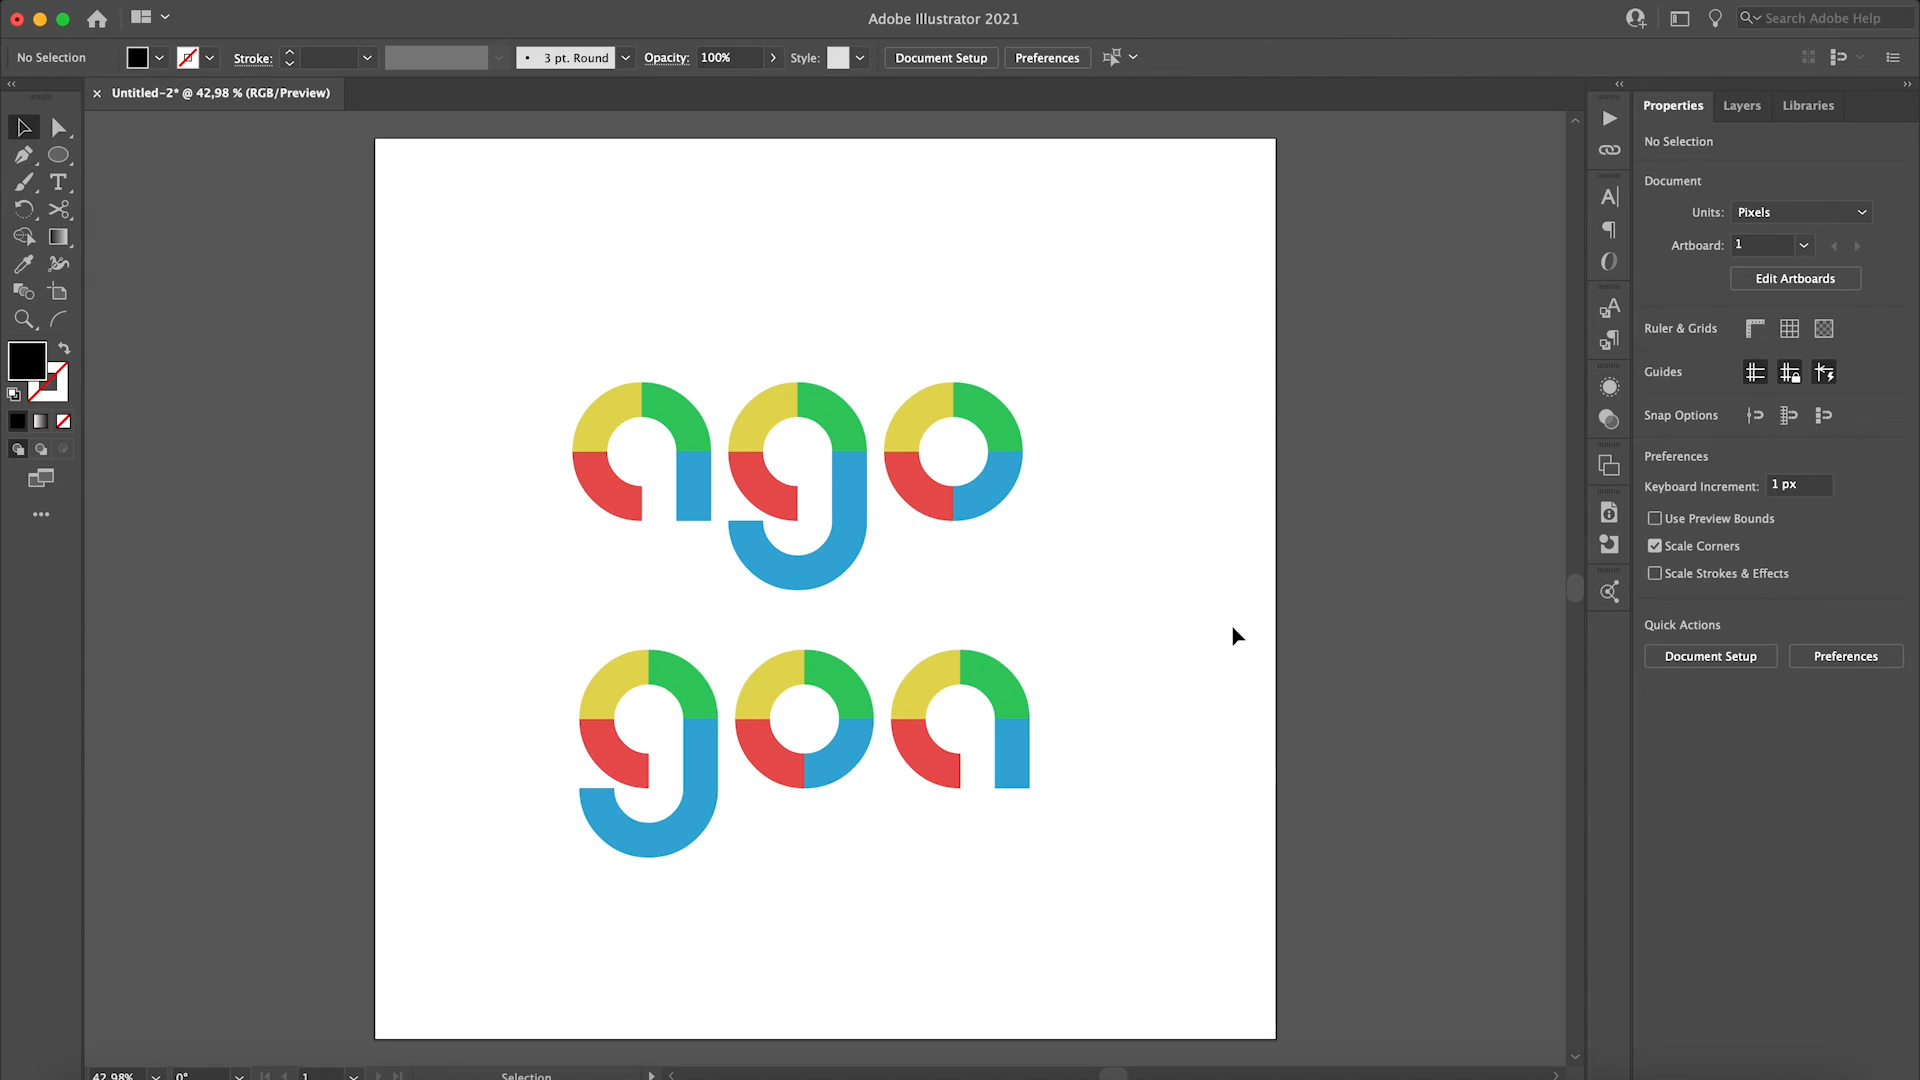 Adobe Illustrator 2021
Search Adobe Help
No Selection
Stroke:
3 pt. Round
Opacity:
100%
Style:
Document Setup
Preferences
Untitled-2* @ 42,98 % (RGB/Preview)
Properties
Layers
Libraries
No Selection
Document
Units:
Pixels
Artboard:
1
Edit Artboards
Ruler & Grids
Guides
Snap Options
Preferences
Keyboard Increment:
1 px
Use Preview Bounds
Scale Corners
Scale Strokes & Effects
Quick Actions
Document Setup
Preferences
ago
goa
42,98%
0°
1
Selection